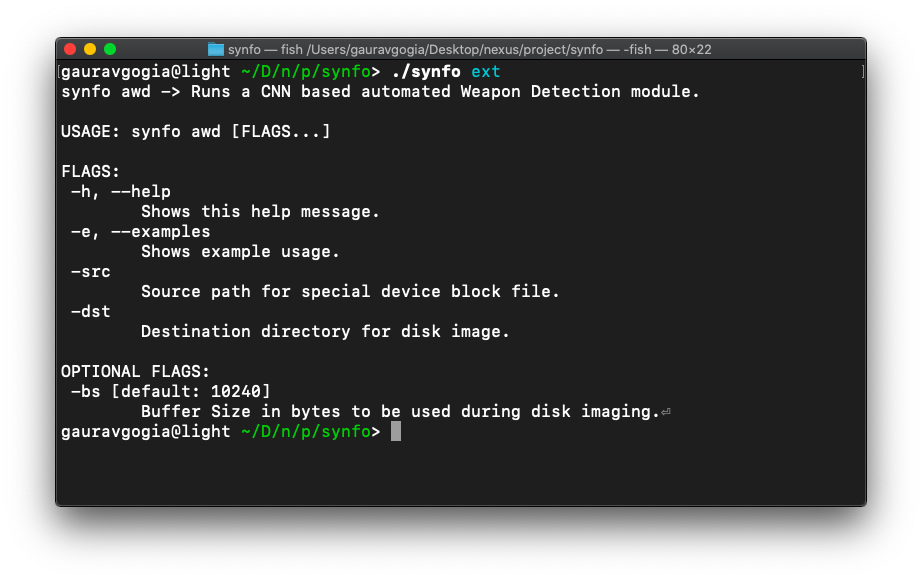 synfo — fish /Users/gauravgogia/Desktop/nexus/project/synfo — -fish — 80×22
[gauravgogia@light ~/D/n/p/synfo> ./synfo ext ]
synfo awd —> Runs a CNN based automated Weapon Detection module.
USAGE: synfo awd [FLAGS...]
FLAGS:
-h, --help
Shows this help message.
-e, --examples
Shows example usage.
-src
Source path for special device block file.
-dst
Destination directory for disk image.
OPTIONAL FLAGS:
-bs [default: 10240]
Buffer Size in bytes to be used during disk imaging.⏎
gauravgogia@light ~/D/n/p/synfo>